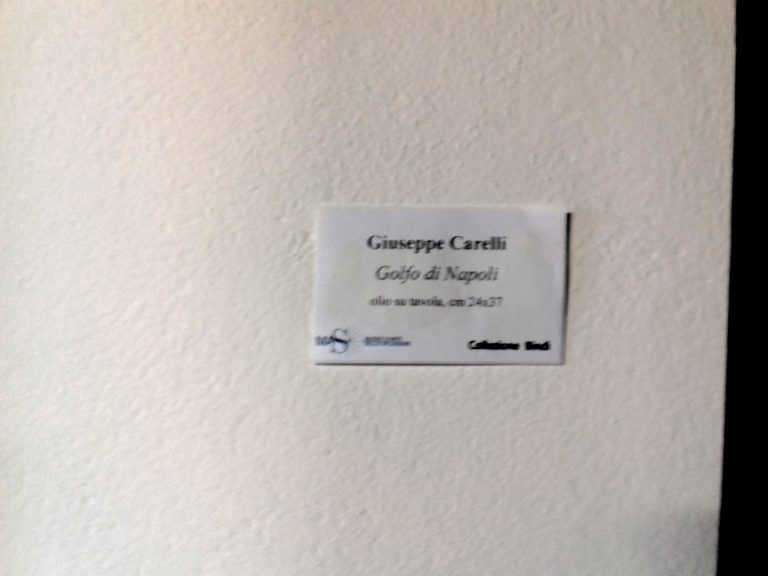 Giuseppe Carelli
Golfo di Napoli
olio su tavola, cm 24x37
Collezione Bindi